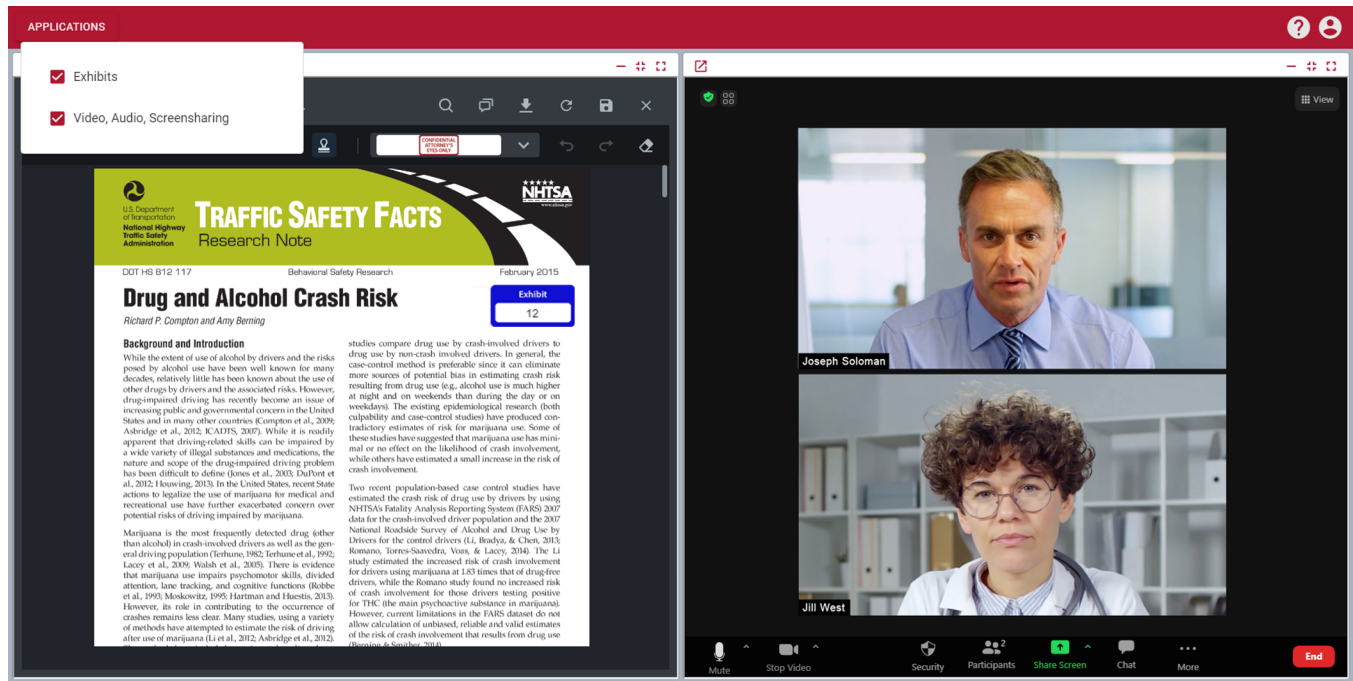 APPLICATIONS
Exhibits
Video, Audio, Screensharing
CONFIDENTIAL
ATTORNEY'S
EYES ONLY
U.S. Department
of Transportation
National Highway
Traffic Safety
Administration
TRAFFIC SAFETY FACTS
Research Note
NHTSA
www.nhtsa.gov
DOT HS 812 117 Behavioral Safety Research February 2015
Drug and Alcohol Crash Risk
Exhibit
12
Richard P. Compton and Amy Berning
Background and Introduction
While the extent of use of alcohol by drivers and the risks
posed by alcohol use have been well known for many
decades, relatively little has been known about the use of
other drugs by drivers and the associated risks. However,
drug-impaired driving has recently become an issue of
increasing public and governmental concern in the United
States and in many other countries (Compton et al., 2009;
Asbridge et al., 2012; ICADTS, 2007). While it is readily
apparent that driving-related skills can be impaired by
a wide variety of illegal substances and medications, the
nature and scope of the drug-impaired driving problem
has been difficult to define (Jones et al., 2003; DuPont et
al., 2012; Houwing, 2013). In the United States, recent State
actions to legalize the use of marijuana for medical and
recreational use have further exacerbated concern over
potential risks of driving impaired by marijuana.
Marijuana is the most frequently detected drug (other
than alcohol) in crash-involved drivers as well as the gen-
eral driving population (Terhune, 1982; Terhune et al., 1992;
Lacey et al., 2009; Walsh et al., 2005). There is evidence
that marijuana use impairs psychomotor skills, divided
attention, lane tracking, and cognitive functions (Robbe
et al., 1993; Moskowitz, 1995; Hartman and Huestis, 2013).
However, its role in contributing to the occurrence of
crashes remains less clear. Many studies, using a variety
of methods have attempted to estimate the risk of driving
after use of marijuana (Li et al., 2012; Asbridge et al., 2012).
studies compare drug use by crash-involved drivers to
drug use by non-crash involved drivers. In general, the
case-control method is preferable since it can eliminate
more sources of potential bias in estimating crash risk
resulting from drug use (e.g., alcohol use is much higher
at night and on weekends than during the day or on
weekdays). The existing epidemiological research (both
culpability and case-control studies) have produced con-
tradictory estimates of risk for marijuana use. Some of
these studies have suggested that marijuana use has mini-
mal or no effect on the likelihood of crash involvement,
while others have estimated a small increase in the risk of
crash involvement.
Two recent population-based case control studies have
estimated the crash risk of drug use by drivers by using
NHTSA's Fatality Analysis Reporting System (FARS) 2007
data for the crash-involved driver population and the 2007
National Roadside Survey of Alcohol and Drug Use by
Drivers for the control drivers (Li, Bradya, & Chen, 2013;
Romano, Torres-Saavedra, Voas, & Lacey, 2014). The Li
study estimated the increased risk of crash involvement
for drivers using marijuana at 1.83 times that of drug-free
drivers, while the Romano study found no increased risk
of crash involvement for those drivers testing positive
for THC (the main psychoactive substance in marijuana).
However, current limitations in the FARS dataset do not
allow calculation of unbiased, reliable and valid estimates
of the risk of crash involvement that results from drug use
(Berning & Smither, 2014).
View
Joseph Soloman
Jill West
Mute
Stop Video
Security
Participants
2
Share Screen
Chat
More
End